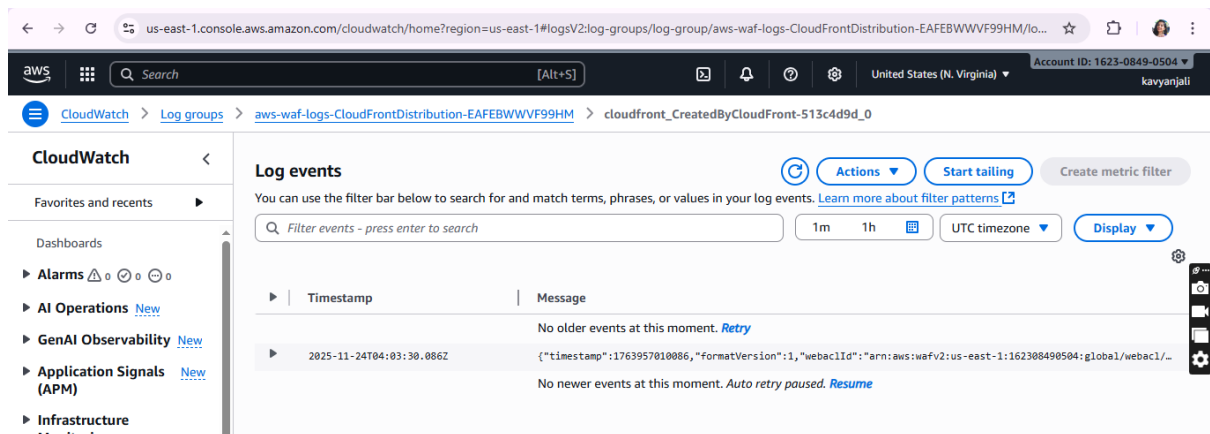 us-east-1.console.aws.amazon.com/cloudwatch/home?region=us-east-1#logsV2:log-groups/log-group/aws-waf-logs-CloudFrontDistribution-EAFEBWWVF99HM/lo...
aws Search [Alt+S] United States (N. Virginia) ▼ Account ID: 1623-0849-0504 ▼
kavyanjali
CloudWatch > Log groups > aws-waf-logs-CloudFrontDistribution-EAFEBWWVF99HM > cloudfront_CreatedByCloudFront-513c4d9d_0
CloudWatch
Favorites and recents
Dashboards
Alarms 0 0 0
AI Operations New
GenAI Observability New
Application Signals New
(APM)
Infrastructure
Log events
Actions ▼ Start tailing Create metric filter
You can use the filter bar below to search for and match terms, phrases, or values in your log events. Learn more about filter patterns
Filter events - press enter to search 1m 1h UTC timezone ▼ Display ▼
Timestamp Message
No older events at this moment. Retry
2025-11-24T04:03:30.086Z {"timestamp":1763957010086,"formatVersion":1,"webaclId":"arn:aws:wafv2:us-east-1:162308490504:global/webacl/…
No newer events at this moment. Auto retry paused. Resume